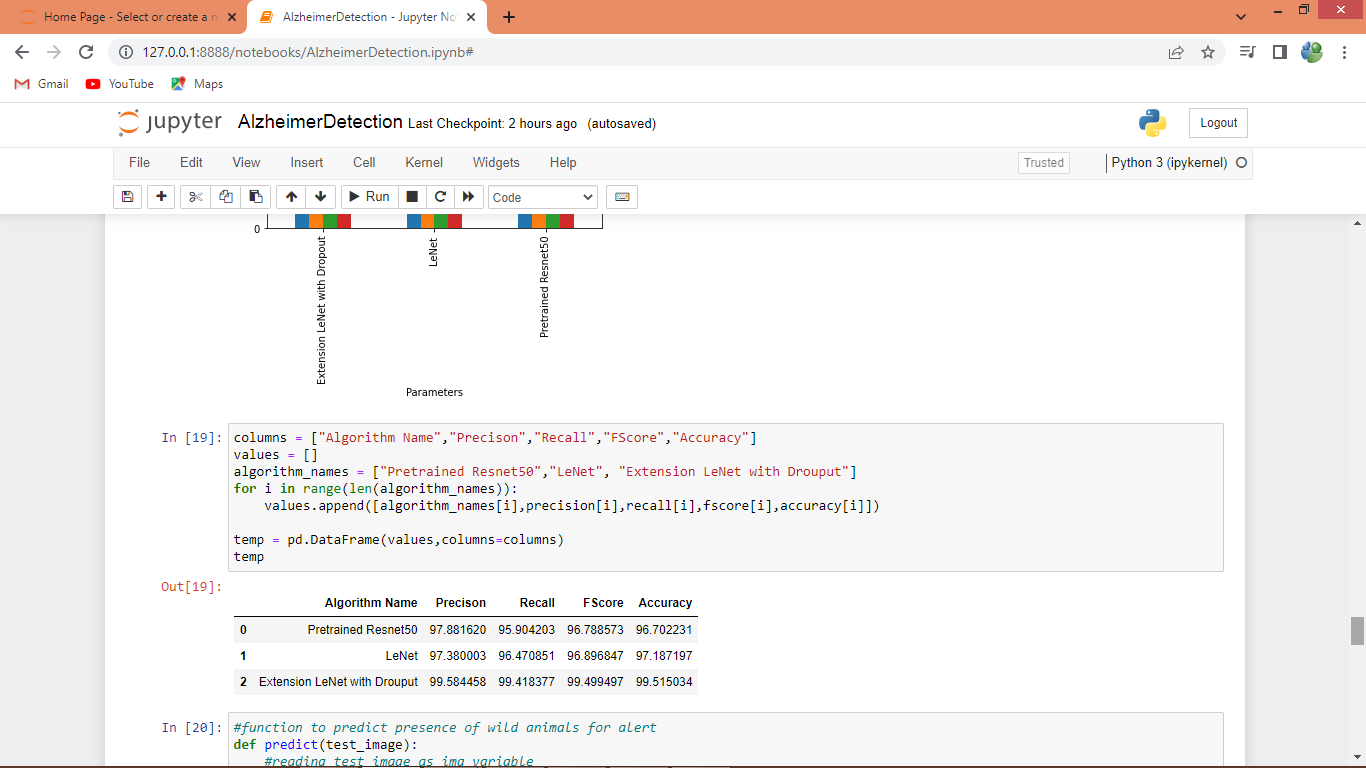 Home Page - Select or create a n
AlzheimerDetection - Jupyter No
127.0.0.1:8888/notebooks/AlzheimerDetection.ipynb#
Gmail YouTube Maps
jupyter AlzheimerDetection Last Checkpoint: 2 hours ago (autosaved)
Logout
File Edit View Insert Cell Kernel Widgets Help
Trusted
Python 3 (ipykernel)
Run
Code
0
Extension LeNet with Dropout
LeNet
Pretrained Resnet50
Parameters
In [19]:
columns = ["Algorithm Name","Precison","Recall","FScore","Accuracy"]
values = []
algorithm_names = ["Pretrained Resnet50","LeNet", "Extension LeNet with Drouput"]
for i in range(len(algorithm_names)):
    values.append([algorithm_names[i],precision[i],recall[i],fscore[i],accuracy[i]])
temp = pd.DataFrame(values,columns=columns)
temp
Out[19]:
Algorithm Name Precison Recall FScore Accuracy
0 Pretrained Resnet50 97.881620 95.904203 96.788573 96.702231
1 LeNet 97.380003 96.470851 96.896847 97.187197
2 Extension LeNet with Drouput 99.584458 99.418377 99.499497 99.515034
In [20]:
#function to predict presence of wild animals for alert
def predict(test_image):
    #reading test image as img variable